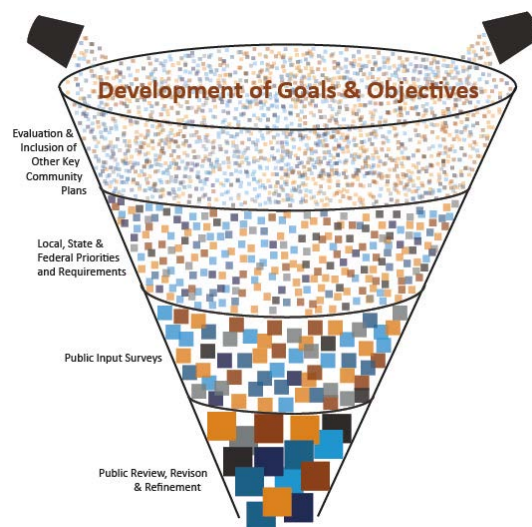 Development of Goals & Objectives
Evaluation &
Inclusion of
Other Key
Community
Plans
Local, State &
Federal Priorities
and Requirements
Public Input Surveys
Public Review, Revison
& Refinement